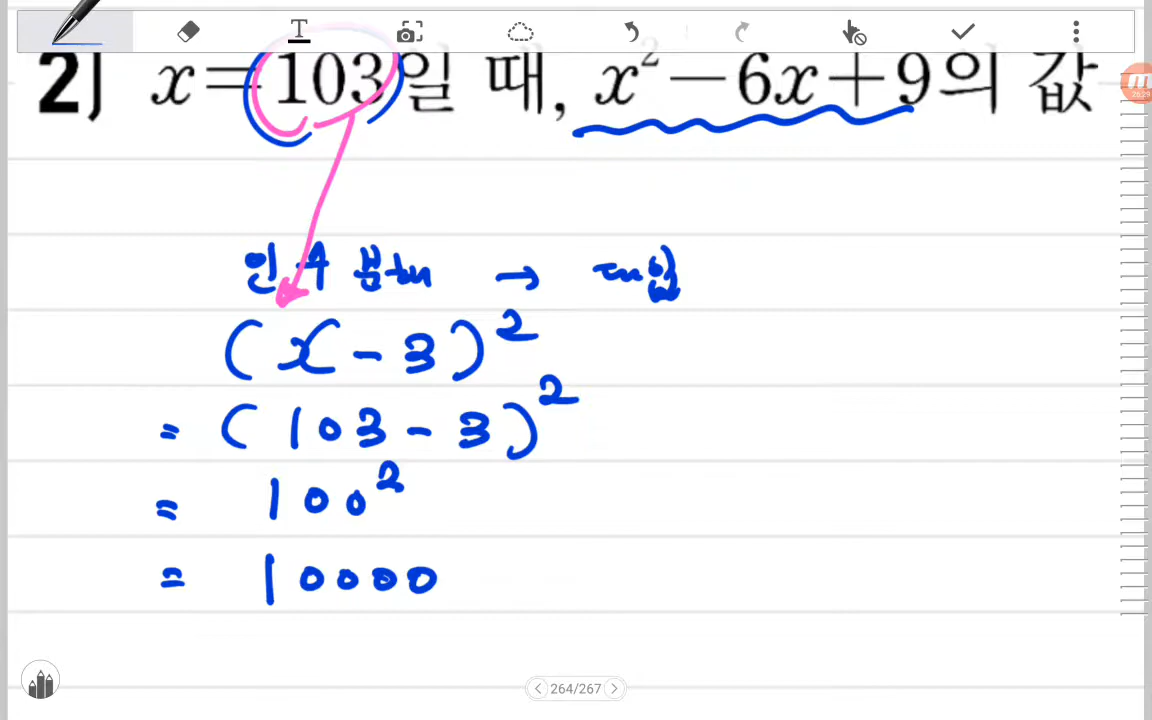 T
2) x=103일 때, x²−6x+9의 값
인수분해 → 대입
(x-3)²
= (103-3)²
= 100²
= 10000
264/267